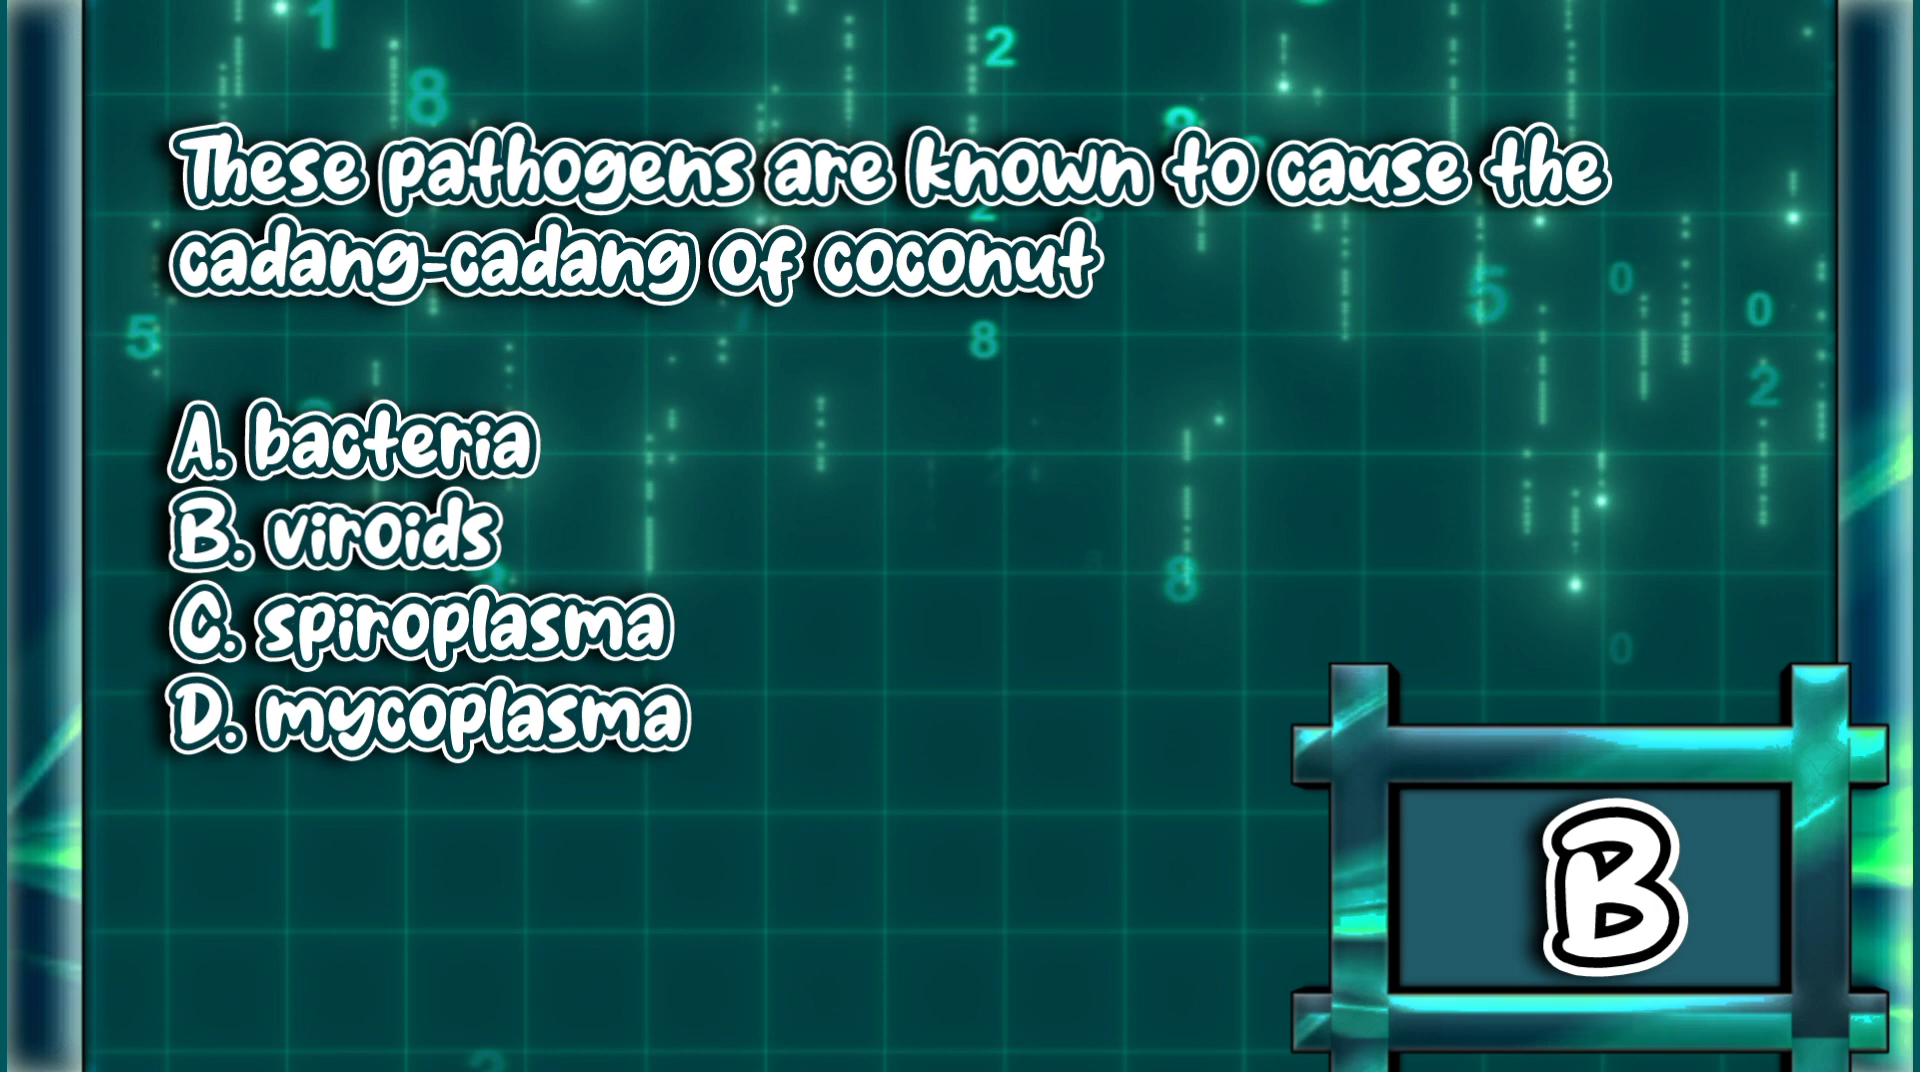 These pathogens are known to cause the
cadang-cadang of coconut
A. bacteria
B. viroids
C. spiroplasma
D. mycoplasma
B